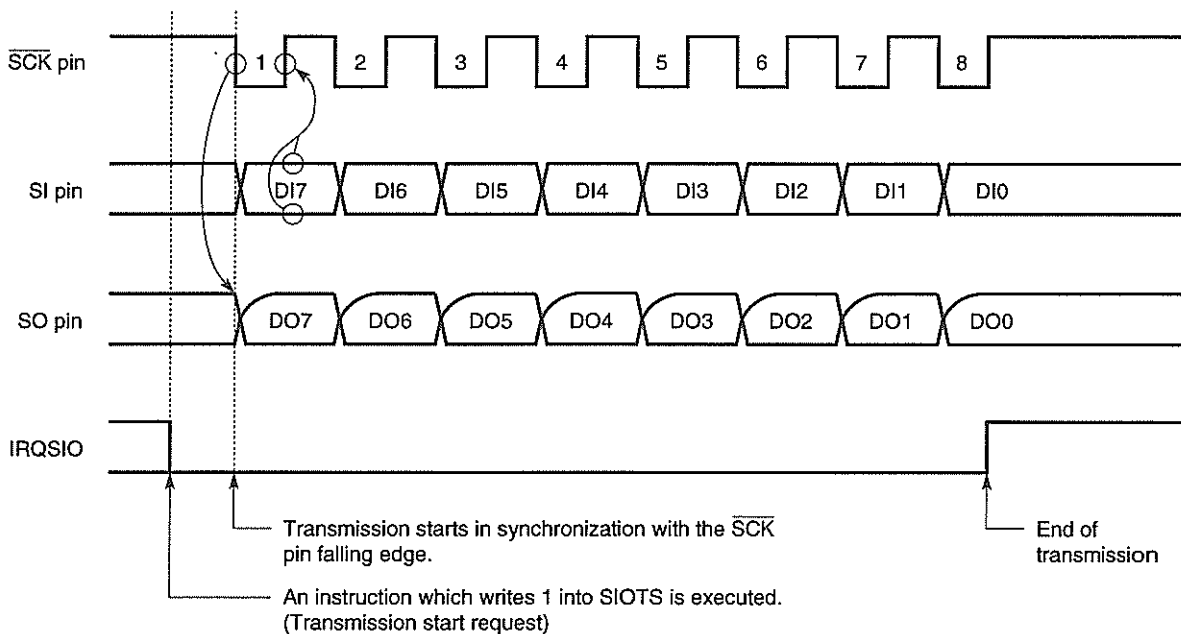 SCK pin
1 2 3 4 5 6 7 8
SI pin
DI7 DI6 DI5 DI4 DI3 DI2 DI1 DI0
SO pin
DO7 DO6 DO5 DO4 DO3 DO2 DO1 DO0
IRQSIO
Transmission starts in synchronization with the SCK
pin falling edge.
End of
transmission
An instruction which writes 1 into SIOTS is executed.
(Transmission start request)